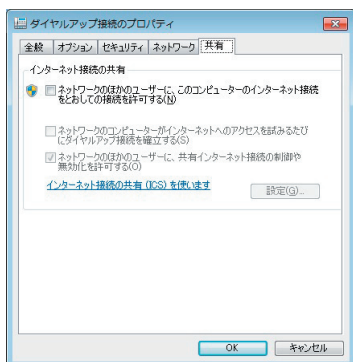 ダイヤルアップ接続のプロパティ
全般 オプション セキュリティ ネットワーク 共有
インターネット接続の共有
ネットワークのほかのユーザーに、このコンピューターのインターネット接続
をとおしての接続を許可する(N)
ネットワークのコンピューターがインターネットへのアクセスを試みるたび
にダイヤルアップ接続を確立する(S)
ネットワークのほかのユーザーに、共有インターネット接続の制御や
無効化を許可する(O)
インターネット接続の共有 (ICS) を使います
設定(G)...
OK キャンセル